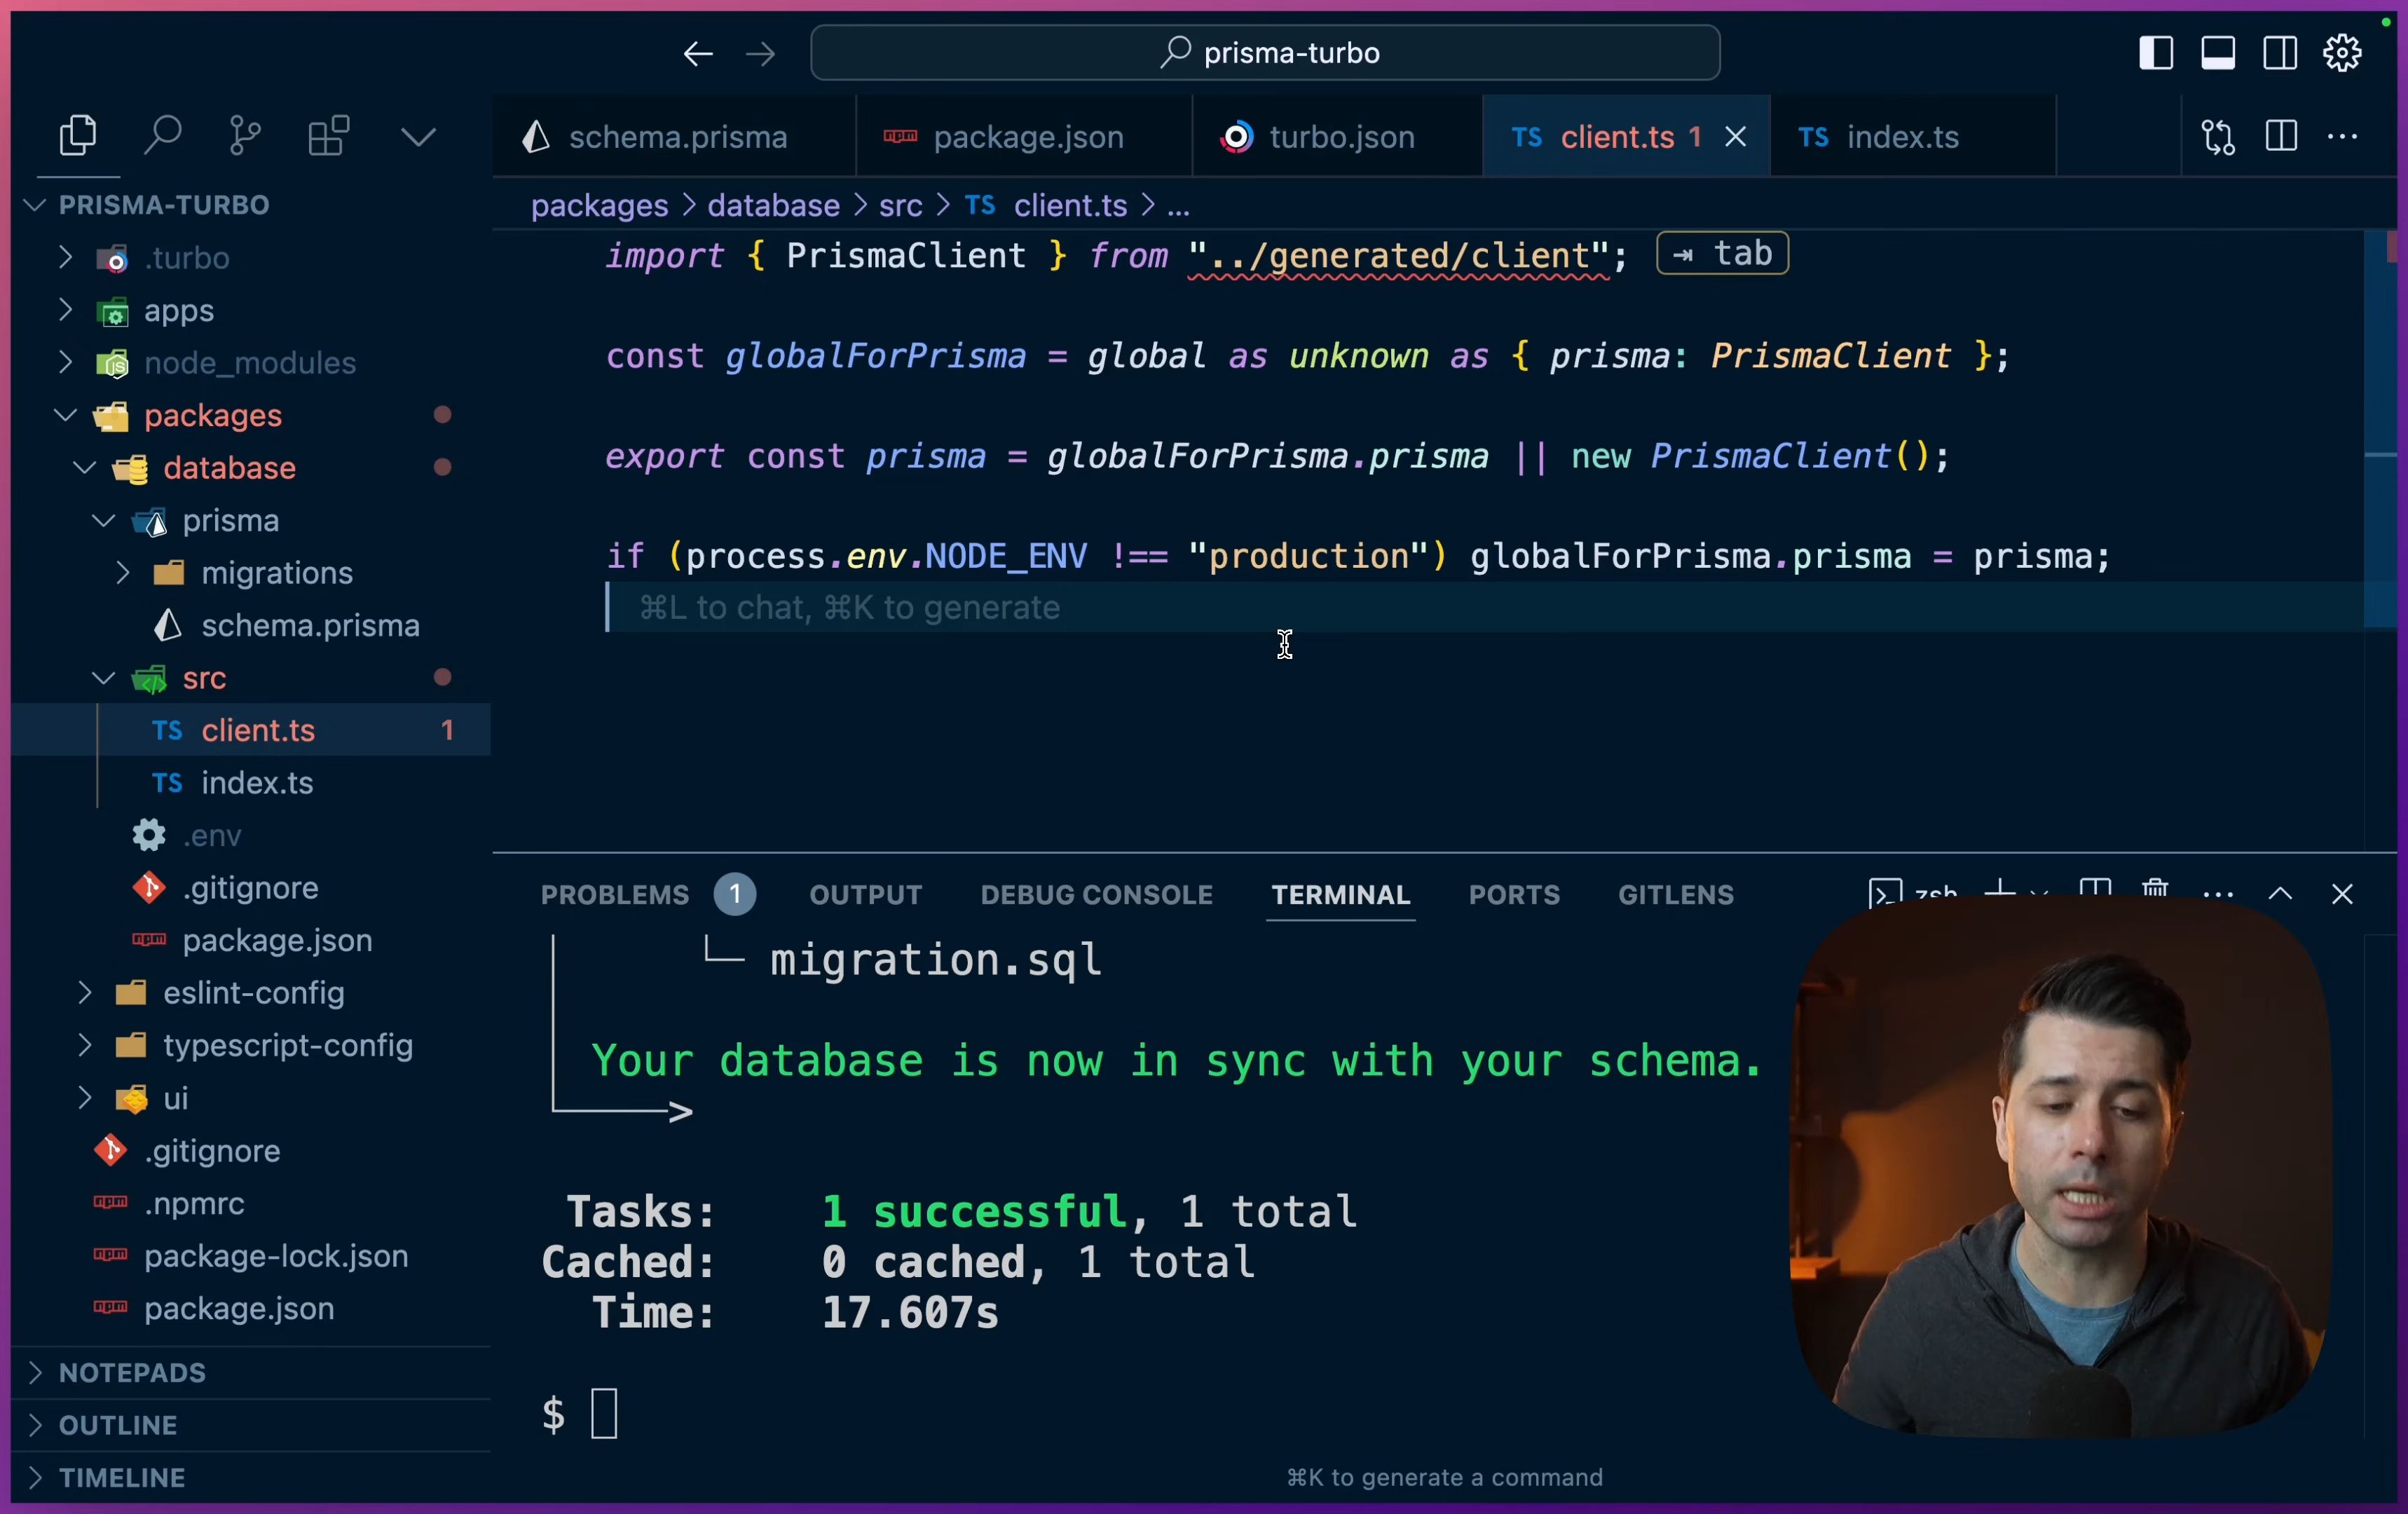 prisma-turbo
schema.prisma
package.json
turbo.json
TS client.ts 1
TS index.ts
PRISMA-TURBO
.turbo
apps
node_modules
packages
database
prisma
migrations
schema.prisma
src
TS client.ts 1
TS index.ts
.env
.gitignore
package.json
eslint-config
typescript-config
ui
.gitignore
.npmrc
package-lock.json
package.json
NOTEPADS
OUTLINE
TIMELINE
packages > database > src > TS client.ts > ...
import { PrismaClient } from "../generated/client"; ⇥ tab
const globalForPrisma = global as unknown as { prisma: PrismaClient };
export const prisma = globalForPrisma.prisma || new PrismaClient();
if (process.env.NODE_ENV !== "production") globalForPrisma.prisma = prisma;
⌘L to chat, ⌘K to generate
PROBLEMS 1 OUTPUT DEBUG CONSOLE TERMINAL PORTS GITLENS zsh
└─ migration.sql
Your database is now in sync with your schema.
Tasks: 1 successful, 1 total
Cached: 0 cached, 1 total
Time: 17.607s
$
⌘K to generate a command